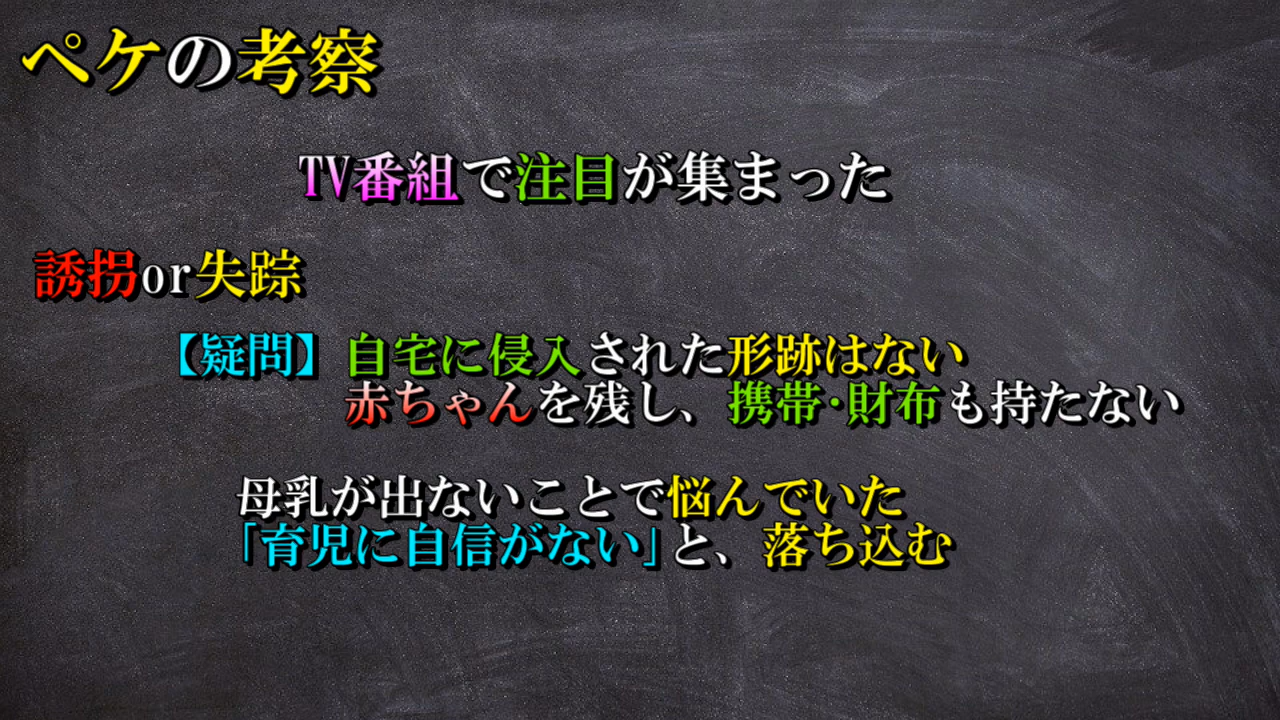 ペケの考察
TV番組で注目が集まった
誘拐or失踪
【疑問】 自宅に侵入された形跡はない
赤ちゃんを残し、携帯・財布も持たない
母乳が出ないことで悩んでいた
「育児に自信がない」と、落ち込む